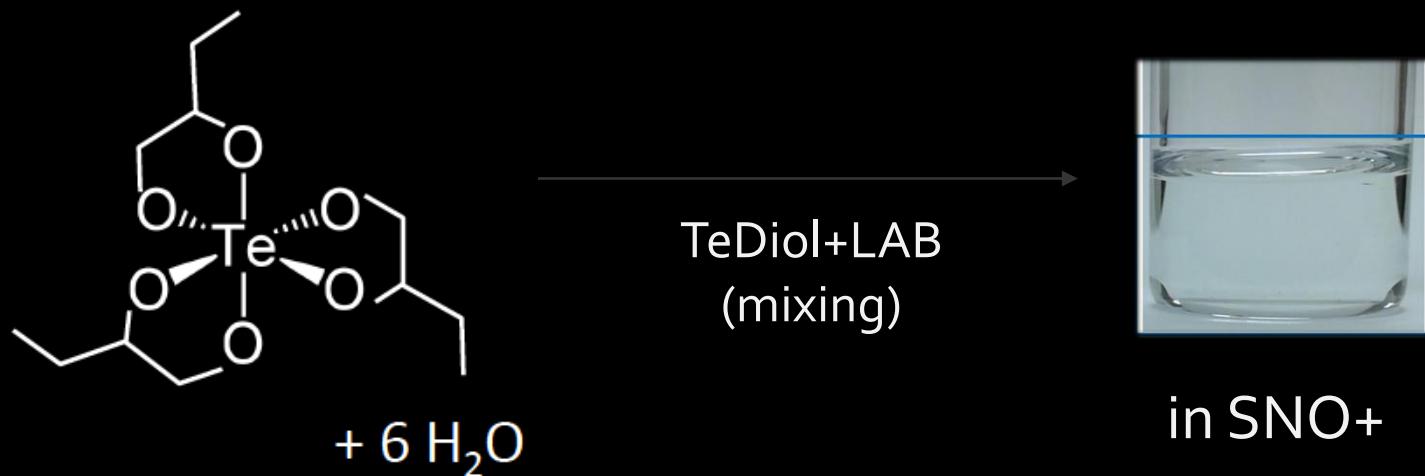 O
O
O
Te
O
O
O
+ 6 H₂O
TeDiol+LAB
(mixing)
in SNO+